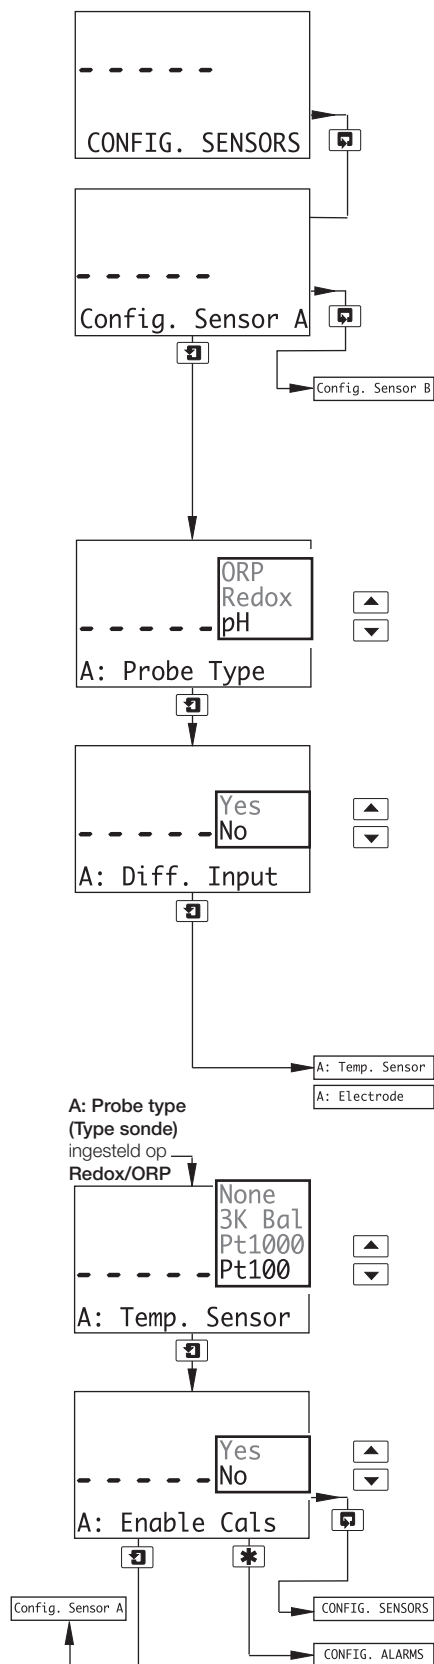 - - - - -
CONFIG. SENSORS
- - - - -
Config. Sensor A
Config. Sensor B
ORP
Redox
- - - - - pH
A: Probe Type
Yes
- - - - - No
A: Diff. Input
A: Temp. Sensor
A: Electrode
A: Probe type
(Type sonde)
ingesteld op
Redox/ORP
None
3K Bal
Pt1000
- - - - - Pt100
A: Temp. Sensor
Yes
- - - - - No
A: Enable Cals
Config. Sensor A
CONFIG. SENSORS
CONFIG. ALARMS